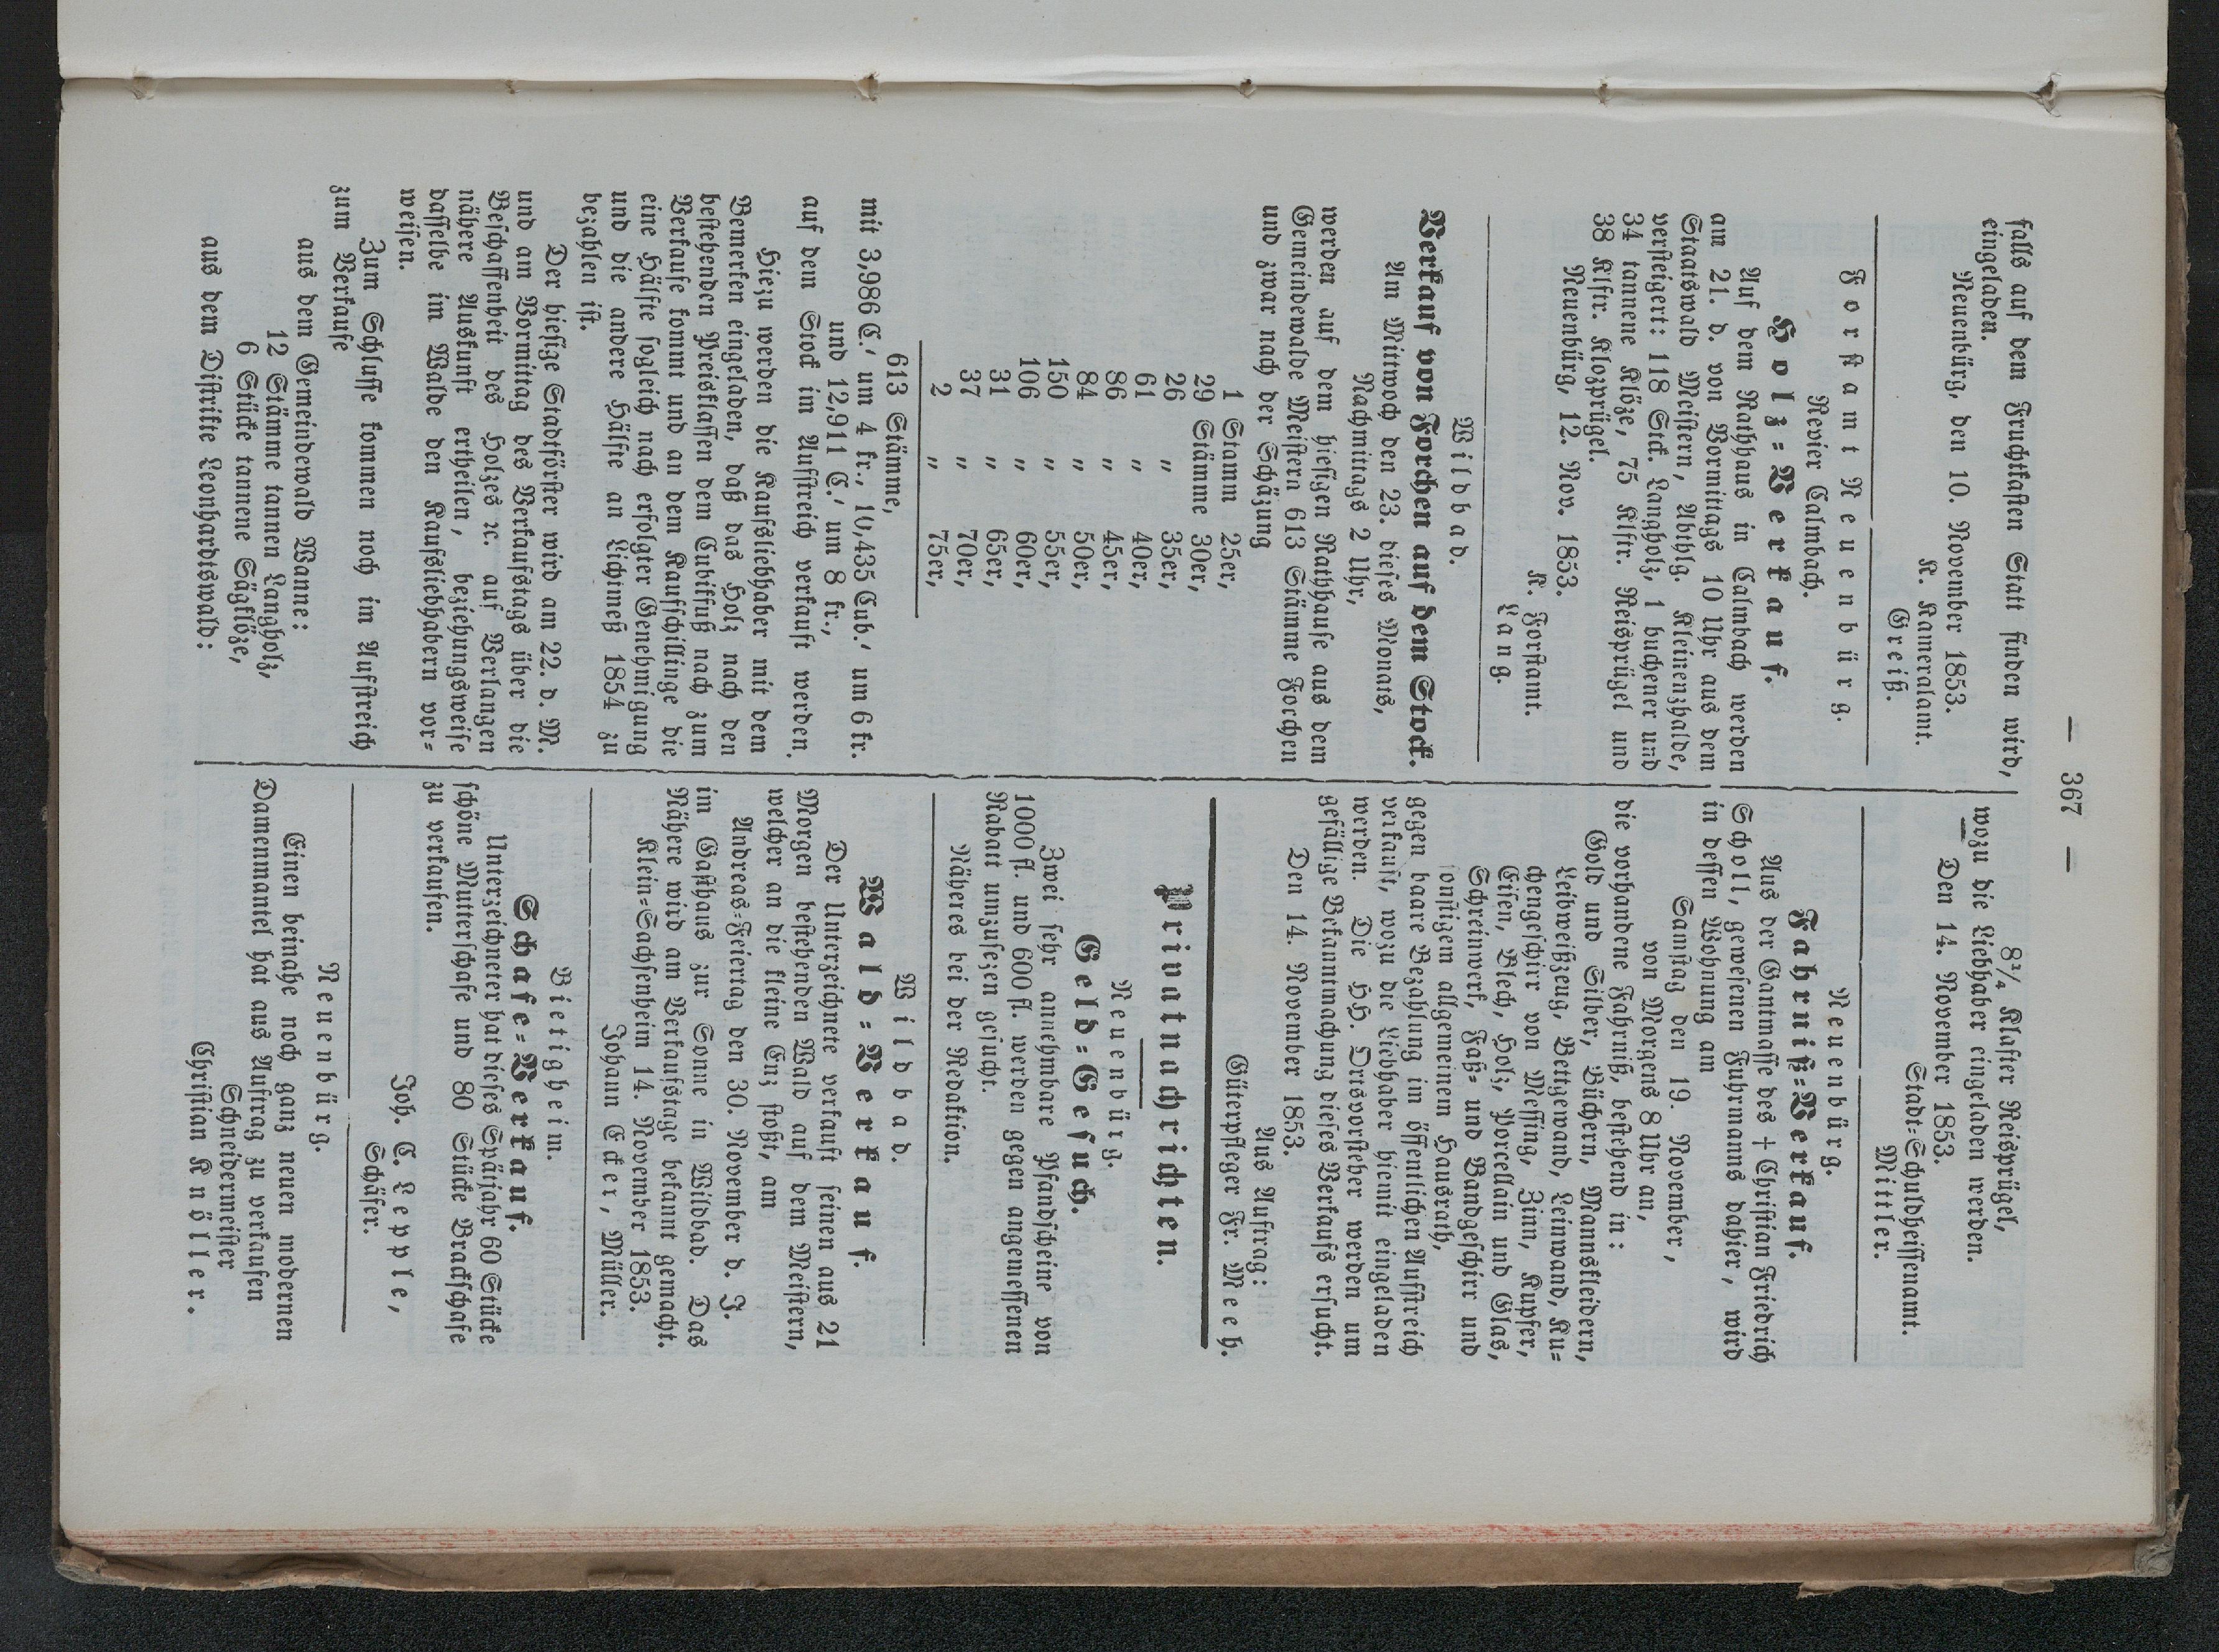 — 367 —
falls auf dem Fruchtkasten Statt finden wird,
eingeladen.
Neuenbürg, den 10. November 1853.
K. Kameralamt.
Greiß.
Forstamt Neuenbürg.
Revier Calmbach.
Holz=Verkauf.
Auf dem Rathhaus in Calmbach werden
am 21. d. von Vormittags 10 Uhr aus dem
Staatswald Meistern, Abthlg. Kleinenzhalde,
versteigert: 118 Stck. Langholz, 1 buchener und
34 tannene Klöze, 75 Klftr. Reisprügel und
38 Klftr. Klozprügel.
Neuenbürg, 12. Nov. 1853.
K. Forstamt.
Lang.
Wildbad.
Verkauf von Forchen auf dem Stock.
Am Mittwoch den 23. dieses Monats,
Nachmittags 2 Uhr,
werden auf dem hiesigen Rathhause aus dem
Gemeindewalde Meistern 613 Stämme Forchen
und zwar nach der Schäzung
1 Stamm 25er,
29 Stämme 30er,
26 „ 35er,
61 „ 40er,
86 „ 45er,
84 „ 50er,
150 „ 55er,
106 „ 60er,
31 „ 65er,
37 „ 70er,
2 „ 75er,
613 Stämme,
mit 3,986 C.' um 4 kr., 10,435 Cub.' um 6 kr.
und 12,911 C.' um 8 kr.,
auf dem Stock im Aufstreich verkauft werden.
Hiezu werden die Kaufsliebhaber mit dem
Bemerken eingeladen, daß das Holz nach den
bestehenden Preisklassen dem Cubikfuß nach zum
Verkaufe kommt und an dem Kaufschillinge die
eine Hälfte sogleich nach erfolgter Genehmigung
und die andere Hälfte an Lichtmeß 1854 zu
bezahlen ist.
Der hiesige Stadtförster wird am 22. d. M.
und am Vormittag des Verkaufstags über die
Beschaffenheit des Holzes rc. auf Verlangen
nähere Auskunft ertheilen, beziehungsweise
dasselbe im Walde den Kaufsliebhabern vor=
weisen.
Zum Schlusse kommen noch im Aufstreich
zum Verkaufe
aus dem Gemeindewald Wanne:
12 Stämme tannen Langholz,
6 Stücke tannene Sägklöze,
aus dem Distrikte Leonhardtswald:
8¼ Klafter Reisprügel,
wozu die Liebhaber eingeladen werden.
Den 14. November 1853.
Stadt=Schuldheissenamt.
Mittler.
Neuenbürg.
Fahrniß=Verkauf.
Aus der Gantmasse des + Christian Friedrich
Scholl, gewesenen Fuhrmanns dahier, wird
in dessen Wohnung am
Samstag den 19. November,
von Morgens 8 Uhr an,
die vorhandene Fahrniß, bestehend in:
Gold und Silber, Büchern, Mannskleidern,
Leibweißzeug, Bettgewand, Leinwand, Kü=
chengeschirr von Messing, Zinn, Kupfer,
Eisen, Blech, Holz, Porcellain und Glas,
Schreinwerk, Faß= und Bandgeschirr und
sonstigem allgemeinem Hausrath,
gegen baare Bezahlung im öffentlichen Aufstreich
verkauft, wozu die Liebhaber hiemit eingeladen
werden. Die HH. Ortsvorsteher werden um
gefällige Bekanntmachung dieses Verkaufs ersucht.
Den 14. November 1853.
Aus Auftrag:
Güterpfleger Fr. Meeh.
Privatnachrichten.
Neuenbürg.
Geld=Gesuch.
Zwei sehr annehmbare Pfandscheine von
1000 fl. und 600 fl. werden gegen angemessenen
Rabatt umzusezen gesucht.
Näheres bei der Redaktion.
Wildbad.
Wald=Verkauf.
Der Unterzeichnete verkauft seinen aus 21
Morgen bestehenden Wald auf dem Meistern,
welcher an die kleine Enz stoßt, am
Andreas=Feiertag den 30. November d. J.
im Gasthaus zur Sonne in Wildbad. Das
Nähere wird am Verkaufstage bekannt gemacht.
Klein=Sachsenheim 14. November 1853.
Johann Eker, Müller.
Bietigheim.
Schafe=Verkauf.
Unterzeichneter hat dieses Spätjahr 60 Stücke
schöne Mutterschafe und 80 Stücke Brackschafe
zu verkaufen.
Joh. C. Lepple,
Schäfer.
Neuenbürg.
Einen beinahe noch ganz neuen modernen
Damenmantel hat aus Auftrag zu verkaufen
Schneidermeister
Christian Knöller.